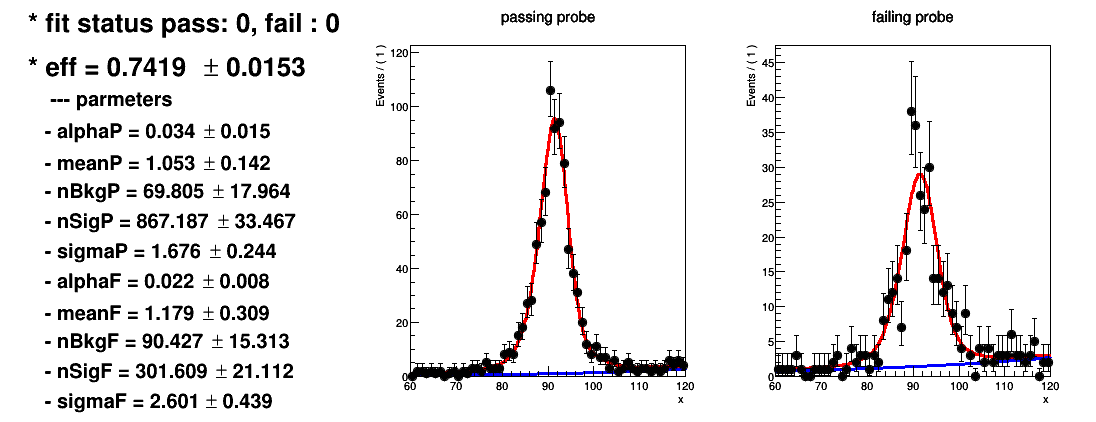 * fit status pass: 0, fail : 0
* eff = 0.7419 ± 0.0153
--- parmeters
- alphaP = 0.034 ± 0.015
- meanP = 1.053 ± 0.142
- nBkgP = 69.805 ± 17.964
- nSigP = 867.187 ± 33.467
- sigmaP = 1.676 ± 0.244
- alphaF = 0.022 ± 0.008
- meanF = 1.179 ± 0.309
- nBkgF = 90.427 ± 15.313
- nSigF = 301.609 ± 21.112
- sigmaF = 2.601 ± 0.439
passing probe
Events / ( 1 )
120
100
80
60
40
20
0
60 70 80 90 100 110 120
x
failing probe
Events / ( 1 )
45
40
35
30
25
20
15
10
5
0
60 70 80 90 100 110 120
x